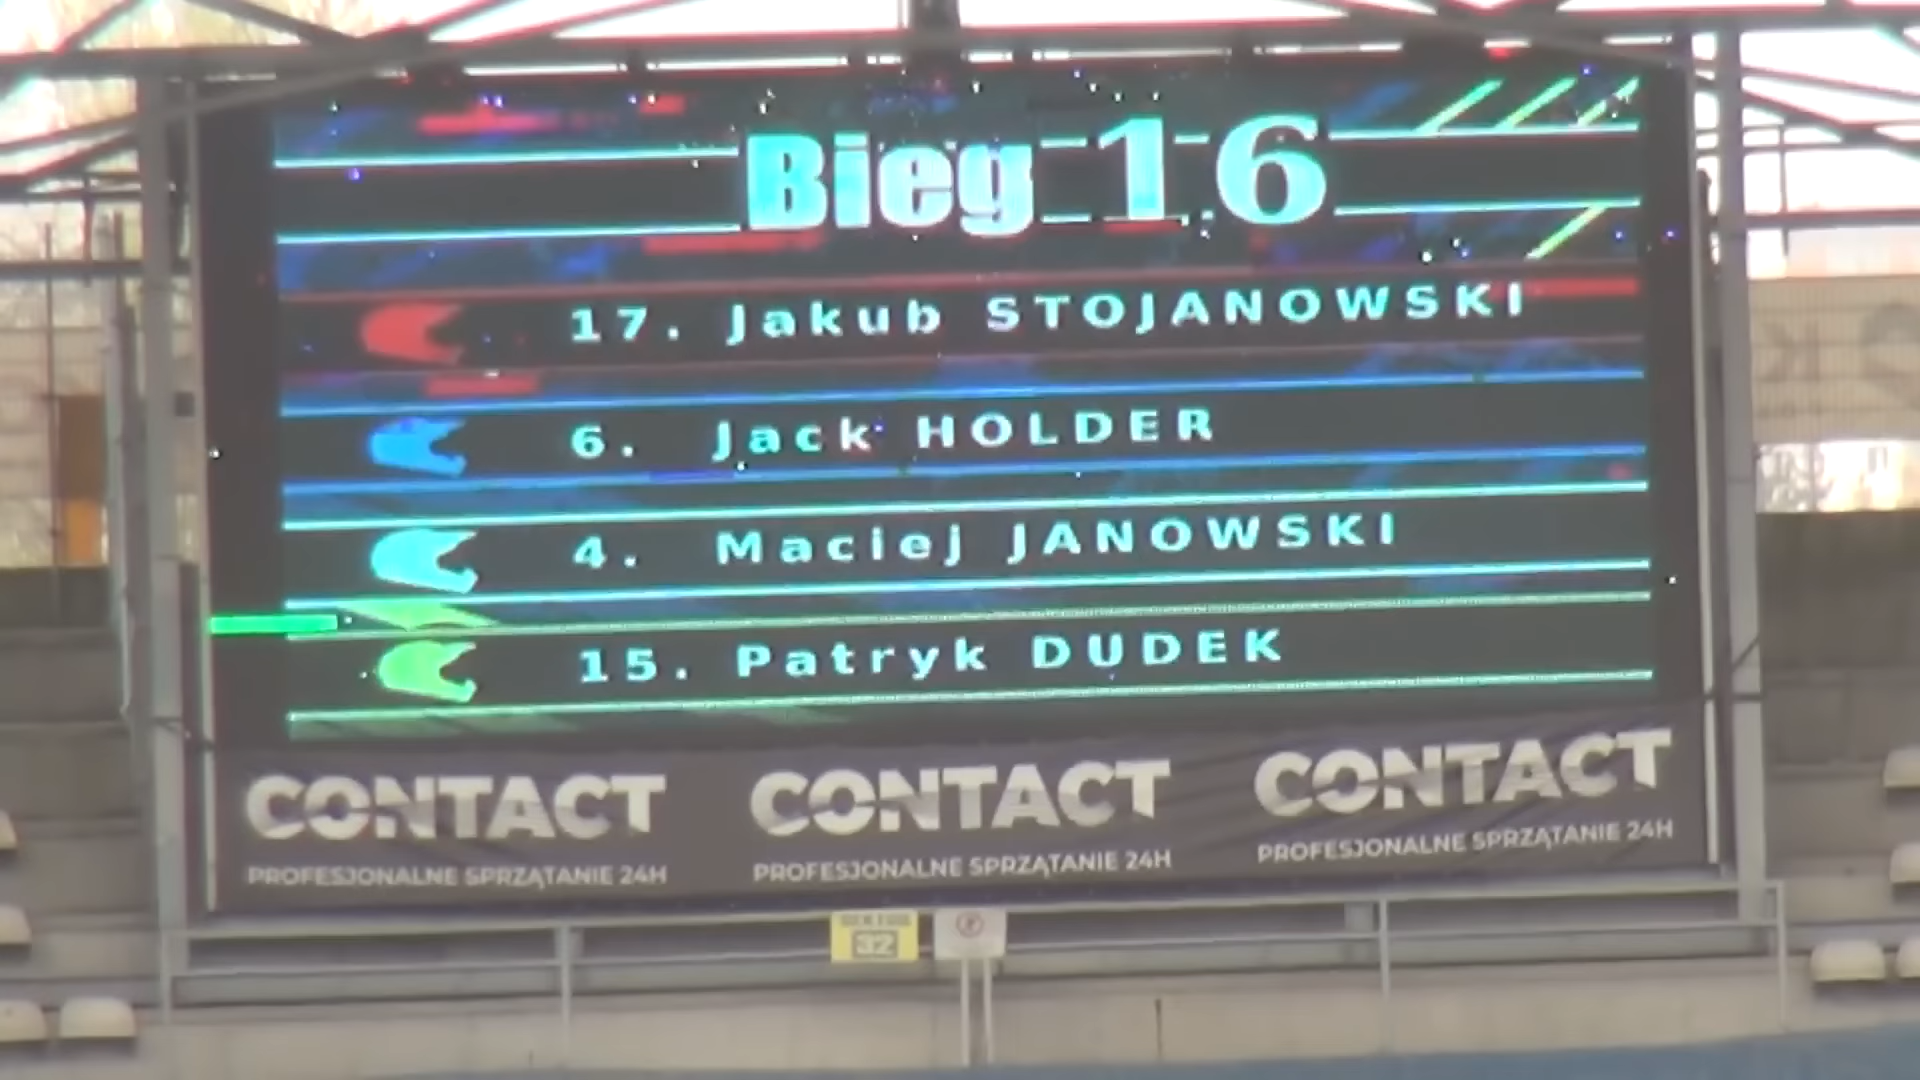 Bieg 16
17. Jakub STOJANOWSKI
6. Jack HOLDER
4. Maciej JANOWSKI
15. Patryk DUDEK
CONTACT CONTACT CONTACT
PROFESJONALNE SPRZĄTANIE 24H PROFESJONALNE SPRZĄTANIE 24H PROFESJONALNE SPRZĄTANIE 24H
32